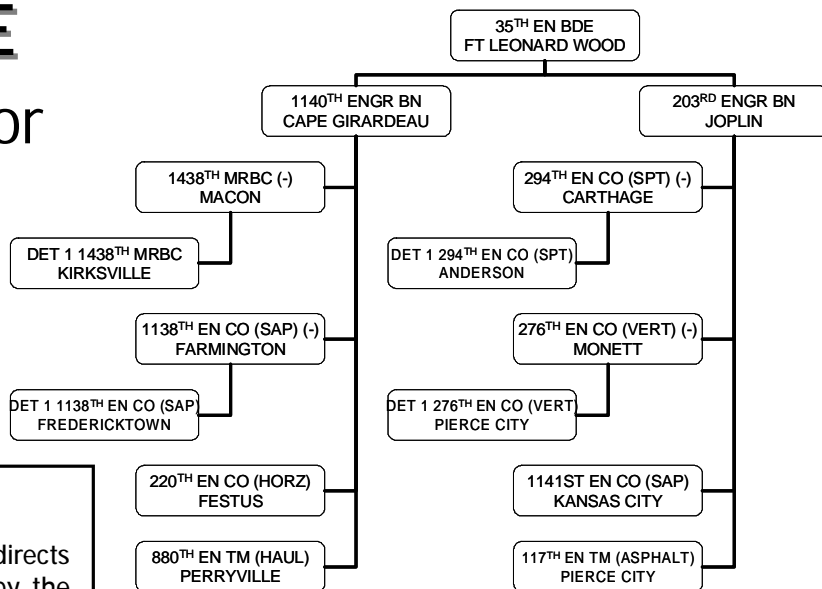 E
or
35TH EN BDE
FT LEONARD WOOD
1140TH ENGR BN
CAPE GIRARDEAU
203RD ENGR BN
JOPLIN
1438TH MRBC (-)
MACON
294TH EN CO (SPT) (-)
CARTHAGE
DET 1 1438TH MRBC
KIRKSVILLE
DET 1 294TH EN CO (SPT)
ANDERSON
1138TH EN CO (SAP) (-)
FARMINGTON
276TH EN CO (VERT) (-)
MONETT
DET 1 1138TH EN CO (SAP)
FREDERICKTOWN
DET 1 276TH EN CO (VERT)
PIERCE CITY
220TH EN CO (HORZ)
FESTUS
1141ST EN CO (SAP)
KANSAS CITY
880TH EN TM (HAUL)
PERRYVILLE
117TH EN TM (ASPHALT)
PIERCE CITY
directs
by the